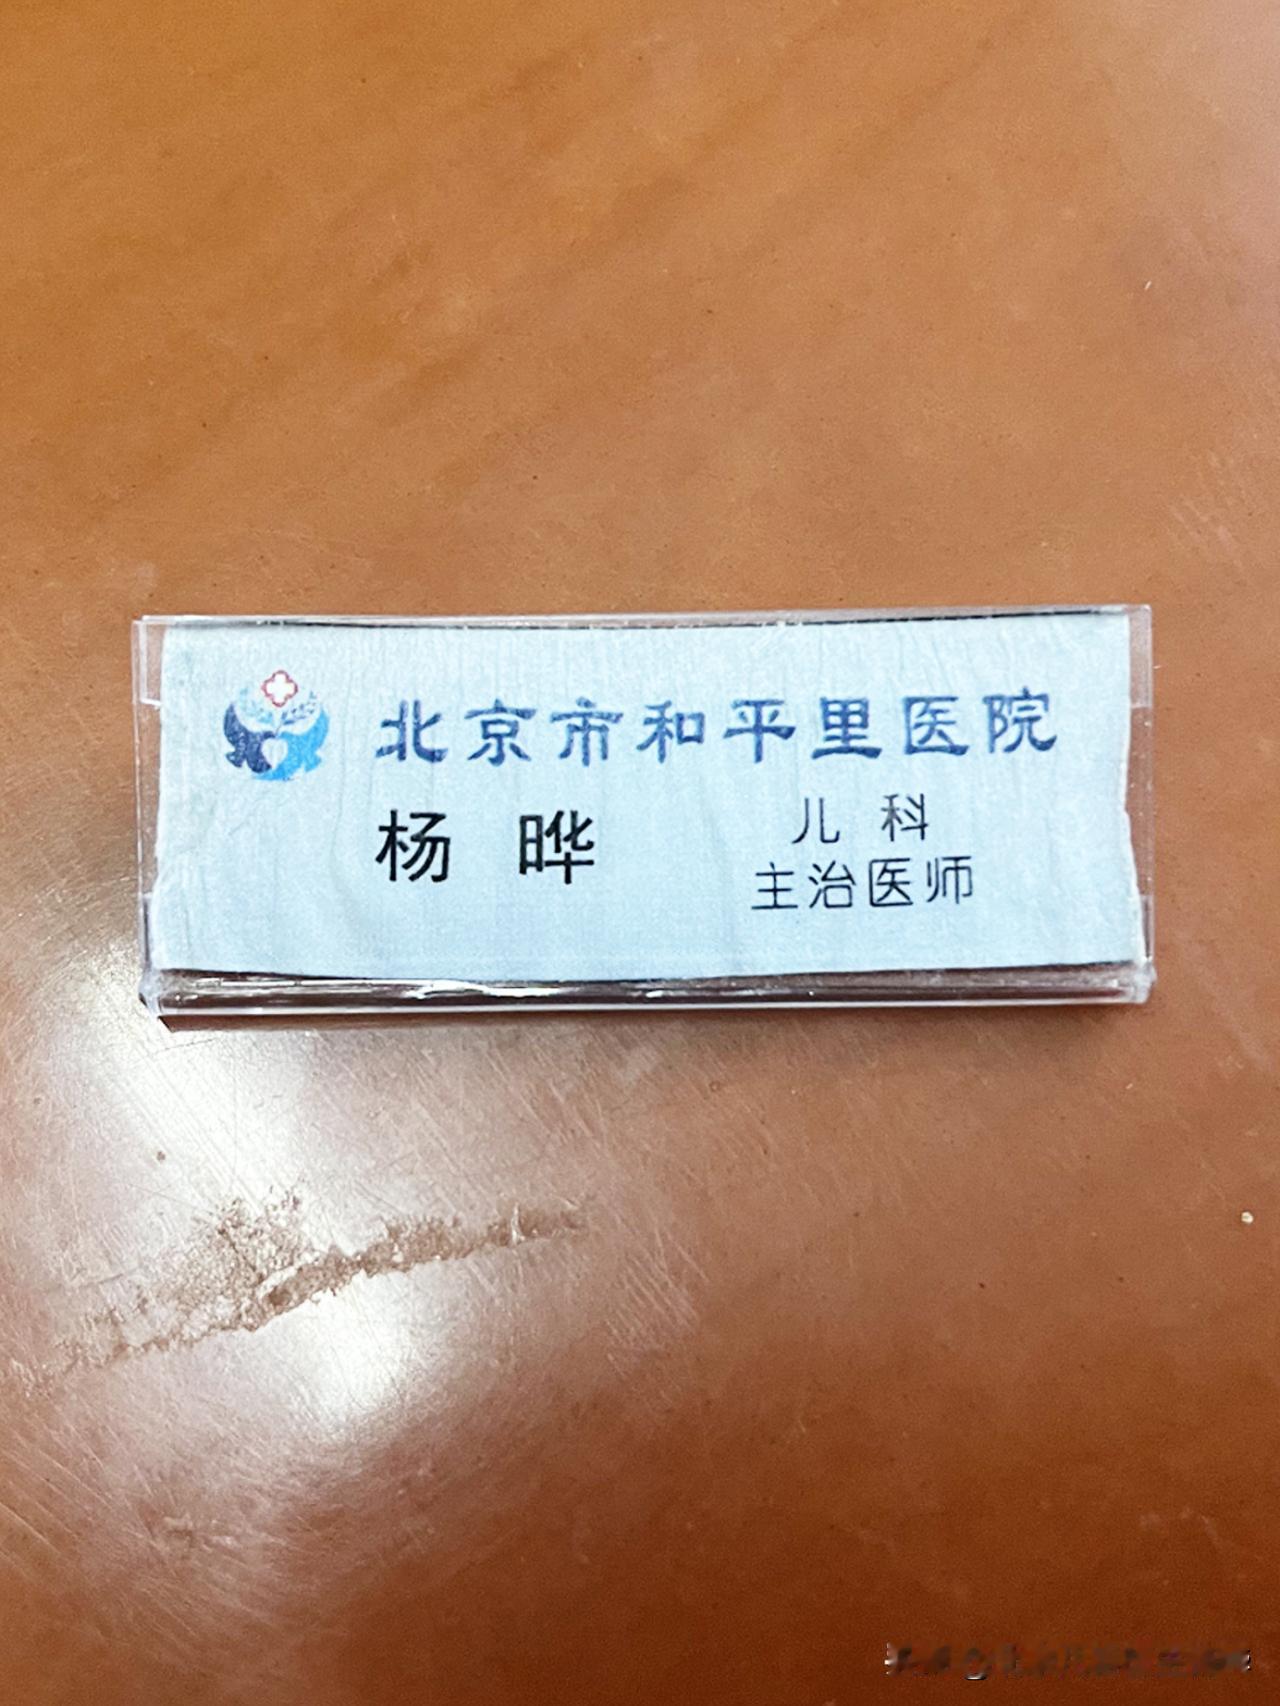 北京市和平里医院
杨 晔
儿 科
主治医师